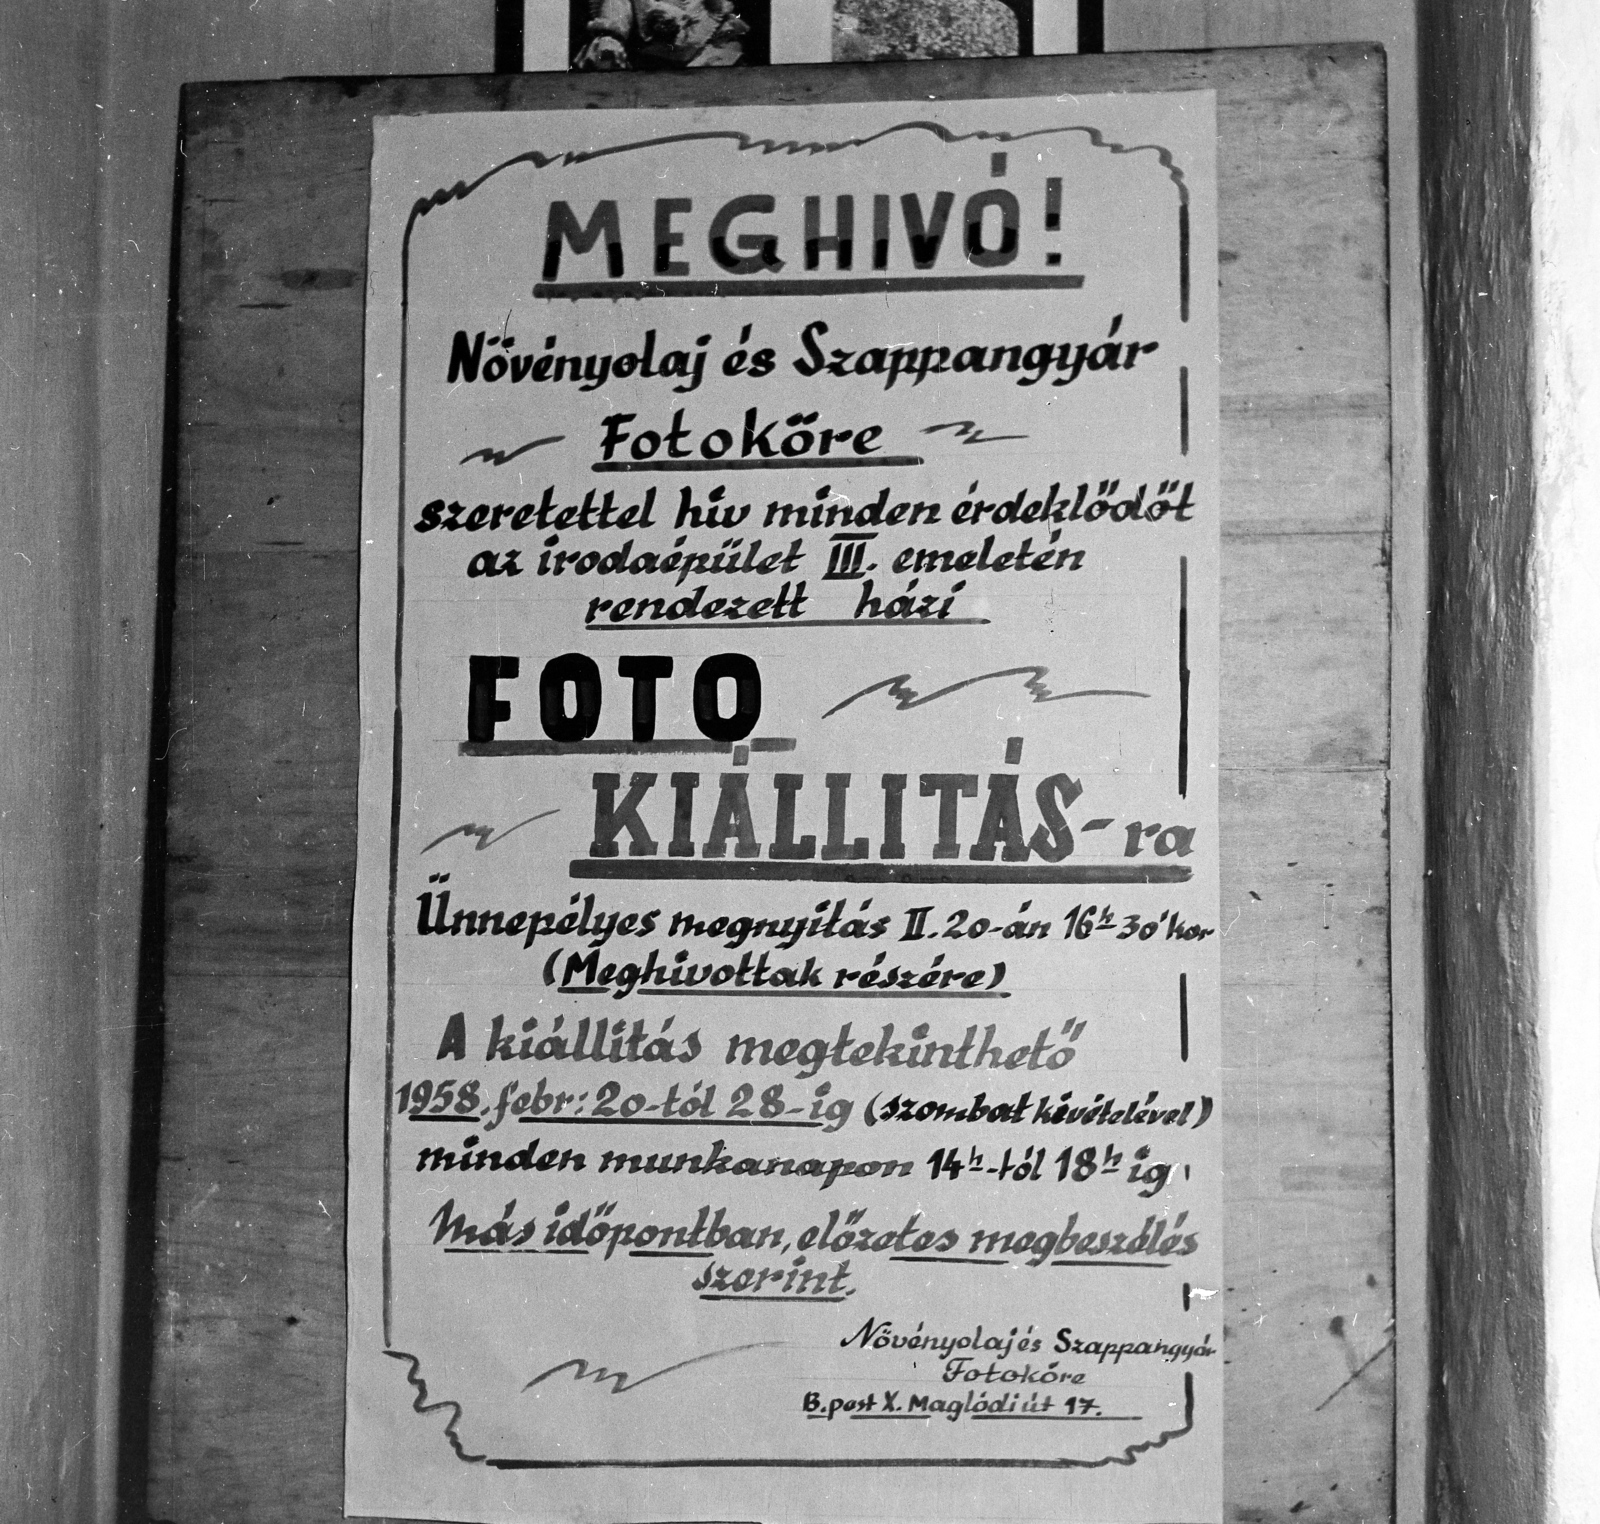 MEGHIVÓ!
Növényolaj és Szappangyár
Fotoköre
szeretettel hiv minden érdeklődőt
az irodaépület III. emeletén
rendezett házi
FOTO
KIÁLLITÁS-ra
Ünnepélyes megnyitás II. 20-án 16h 30'kor
(Meghivottak részére)
A kiállitás megtekinthető
1958. febr: 20-tól 28-ig (szombat kivételével)
minden munkanapon 14h-tól 18h ig.
Más időpontban, előzetes megbeszélés
szerint.
Növényolaj és Szappangyár
Fotoköre
B.pest X. Maglódi út 17.